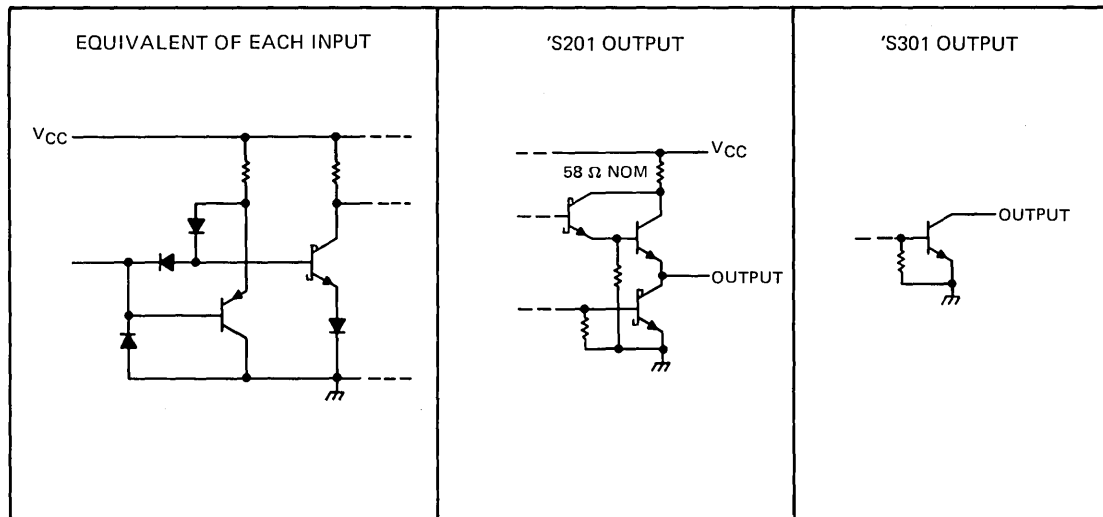 EQUIVALENT OF EACH INPUT
VCC
'S201 OUTPUT
VCC
58 Ω NOM
OUTPUT
'S301 OUTPUT
OUTPUT